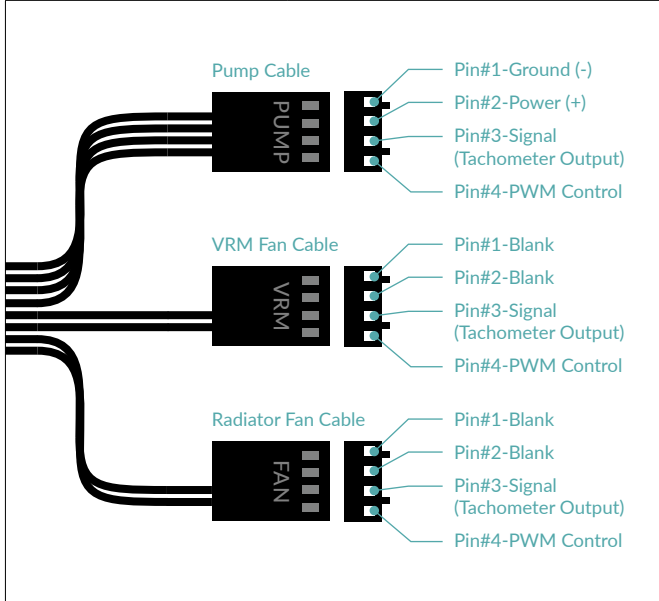 Pump Cable
PUMP
Pin#1-Ground (-)
Pin#2-Power (+)
Pin#3-Signal
(Tachometer Output)
Pin#4-PWM Control
VRM Fan Cable
VRM
Pin#1-Blank
Pin#2-Blank
Pin#3-Signal
(Tachometer Output)
Pin#4-PWM Control
Radiator Fan Cable
FAN
Pin#1-Blank
Pin#2-Blank
Pin#3-Signal
(Tachometer Output)
Pin#4-PWM Control